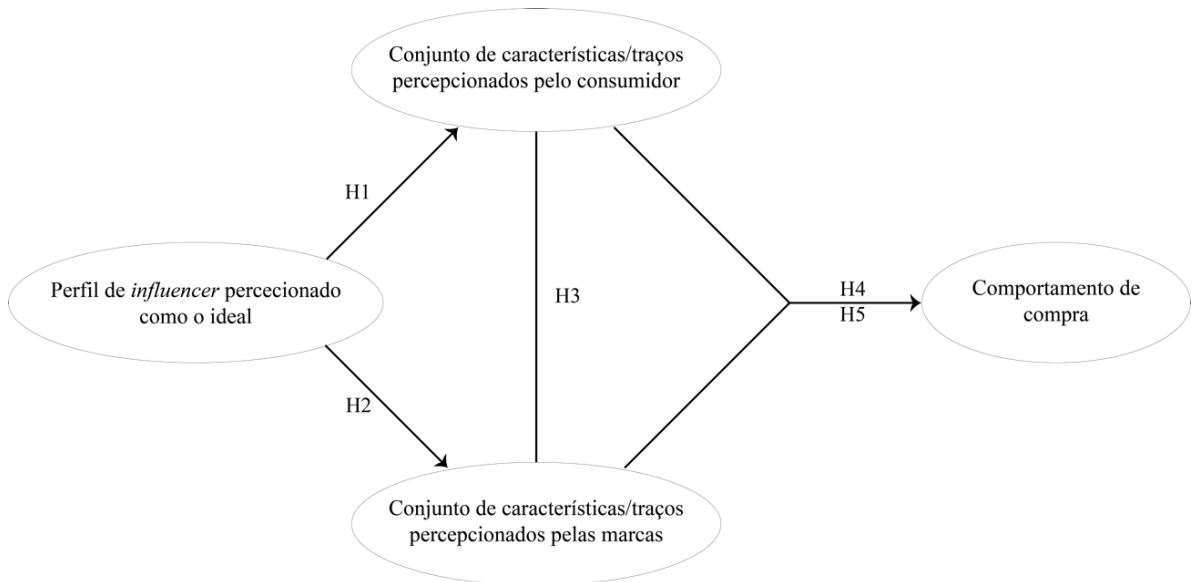 Conjunto de características/traços
percepcionados pelo consumidor
H1
Perfil de influencer percecionado
como o ideal
H3
H4
H5
Comportamento de
compra
H2
Conjunto de características/traços
percepcionados pelas marcas